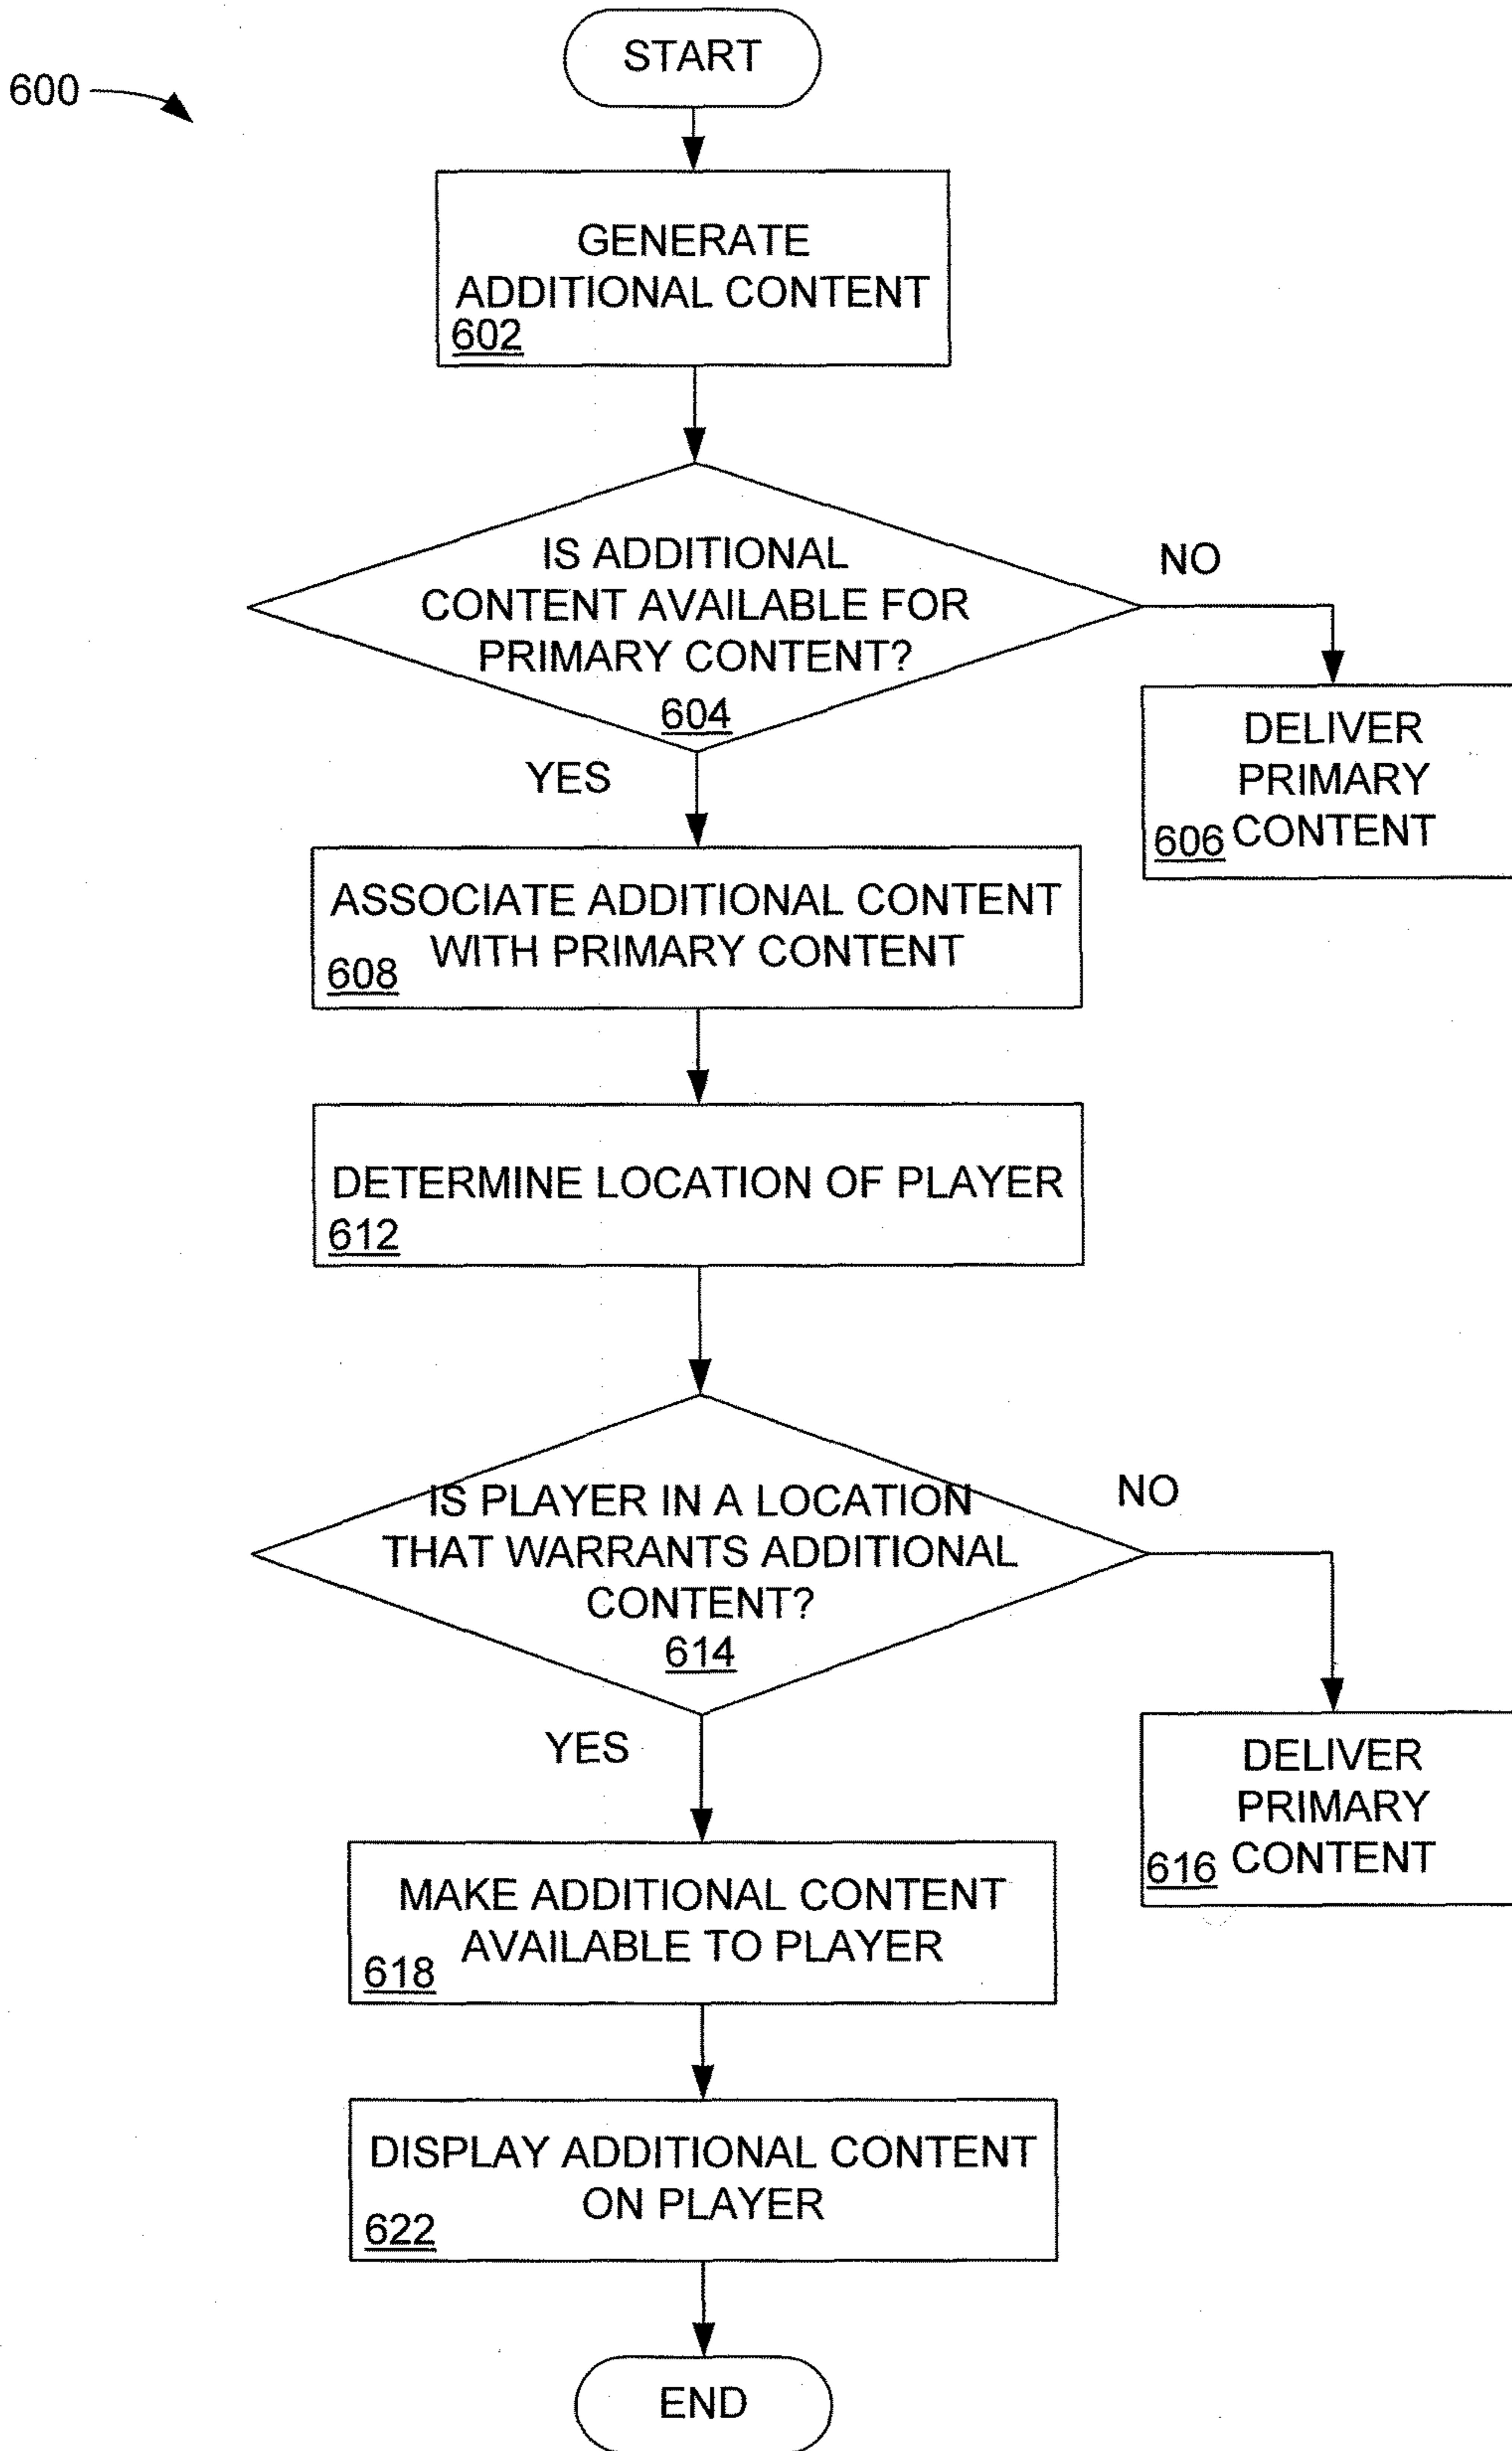 START
600
GENERATE
ADDITIONAL CONTENT
602
IS ADDITIONAL
CONTENT AVAILABLE FOR
PRIMARY CONTENT?
604
NO
DELIVER
PRIMARY
606 CONTENT
YES
ASSOCIATE ADDITIONAL CONTENT
WITH PRIMARY CONTENT
608
DETERMINE LOCATION OF PLAYER
612
IS PLAYER IN A LOCATION
THAT WARRANTS ADDITIONAL
CONTENT?
614
NO
DELIVER
PRIMARY
616 CONTENT
YES
MAKE ADDITIONAL CONTENT
AVAILABLE TO PLAYER
618
DISPLAY ADDITIONAL CONTENT
ON PLAYER
622
END